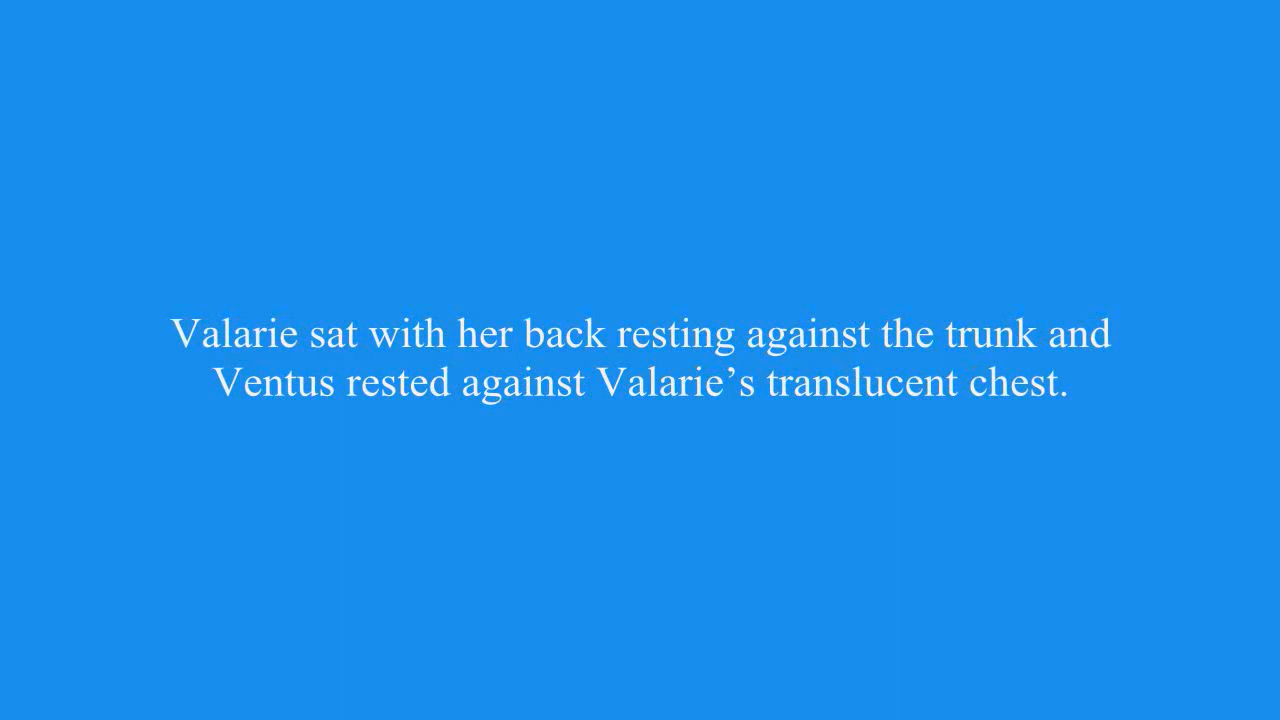 Valarie sat with her back resting against the trunk and
Ventus rested against Valarie’s translucent chest.